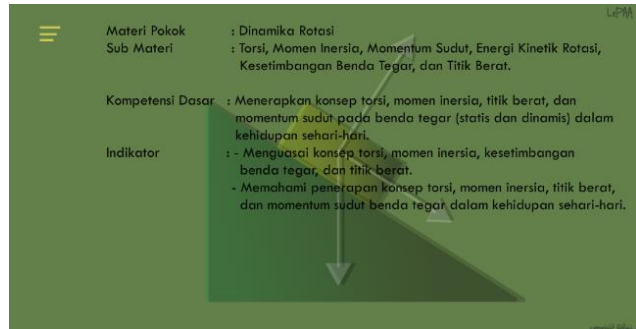 LePAA
Materi Pokok : Dinamika Rotasi
Sub Materi : Torsi, Momen Inersia, Momentum Sudut, Energi Kinetik Rotasi,
Kesetimbangan Benda Tegar, dan Titik Berat.
Kompetensi Dasar : Menerapkan konsep torsi, momen inersia, titik berat, dan
momentum sudut pada benda tegar (statis dan dinamis) dalam
kehidupan sehari-hari.
Indikator : - Menguasai konsep torsi, momen inersia, kesetimbangan
benda tegar, dan titik berat.
- Memahami penerapan konsep torsi, momen inersia, titik berat,
dan momentum sudut benda tegar dalam kehidupan sehari-hari.